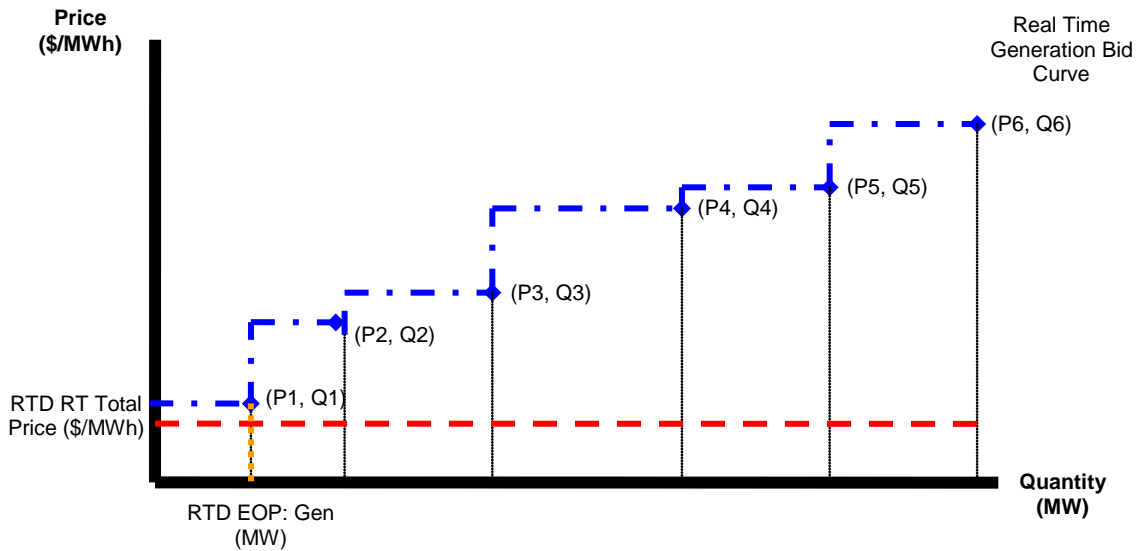 Price
($/MWh)
Real Time
Generation Bid
Curve
(P6, Q6)
(P5, Q5)
(P4, Q4)
(P3, Q3)
(P2, Q2)
(P1, Q1)
RTD RT Total
Price ($/MWh)
Quantity
(MW)
RTD EOP: Gen
(MW)